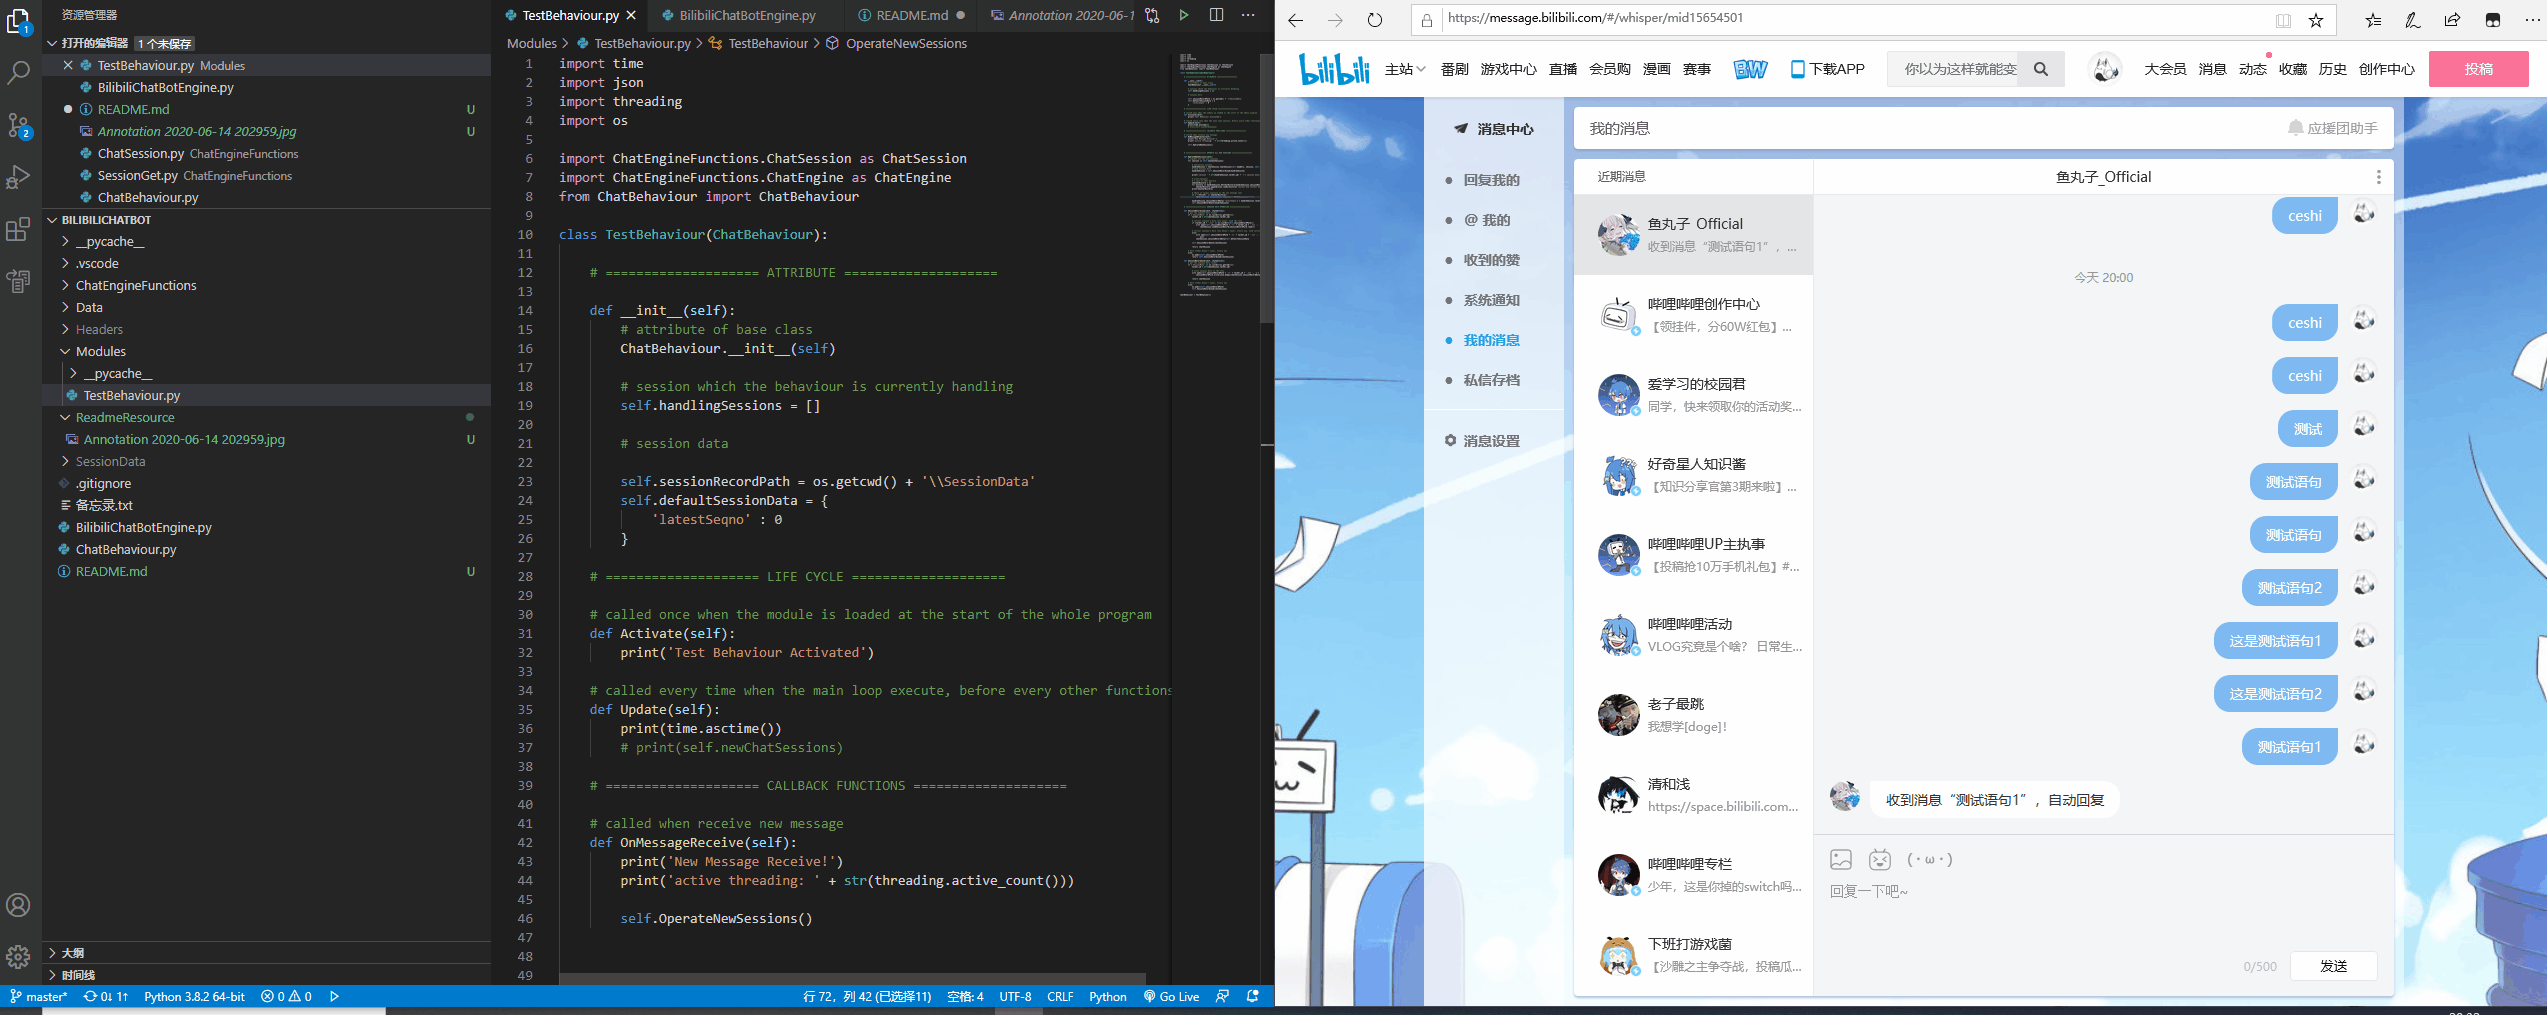 资源管理器
打开的编辑器 1 个未保存
TestBehaviour.py Modules
BilibiliChatBotEngine.py
README.md U
Annotation 2020-06-14 202959.jpg U
ChatSession.py ChatEngineFunctions
SessionGet.py ChatEngineFunctions
ChatBehaviour.py
BILIBILICHATBOT
__pycache__
.vscode
ChatEngineFunctions
Data
Headers
Modules
__pycache__
TestBehaviour.py
ReadmeResource
Annotation 2020-06-14 202959.jpg U
SessionData
.gitignore
备忘录.txt
BilibiliChatBotEngine.py
ChatBehaviour.py
README.md U
大纲
时间线
TestBehaviour.py BilibiliChatBotEngine.py README.md Annotation 2020-06-1
Modules > TestBehaviour.py > TestBehaviour > OperateNewSessions
1 import time
2 import json
3 import threading
4 import os
5
6 import ChatEngineFunctions.ChatSession as ChatSession
7 import ChatEngineFunctions.ChatEngine as ChatEngine
8 from ChatBehaviour import ChatBehaviour
9
10 class TestBehaviour(ChatBehaviour):
11
12 # ==================== ATTRIBUTE ====================
13
14 def __init__(self):
15 # attribute of base class
16 ChatBehaviour.__init__(self)
17
18 # session which the behaviour is currently handling
19 self.handlingSessions = []
20
21 # session data
22
23 self.sessionRecordPath = os.getcwd() + '\\SessionData'
24 self.defaultSessionData = {
25 'latestSeqno' : 0
26 }
27
28 # ==================== LIFE CYCLE ====================
29
30 # called once when the module is loaded at the start of the whole program
31 def Activate(self):
32 print('Test Behaviour Activated')
33
34 # called every time when the main loop execute, before every other functions
35 def Update(self):
36 print(time.asctime())
37 # print(self.newChatSessions)
38
39 # ==================== CALLBACK FUNCTIONS ====================
40
41 # called when receive new message
42 def OnMessageReceive(self):
43 print('New Message Receive!')
44 print('active threading: ' + str(threading.active_count()))
45
46 self.OperateNewSessions()
47
48
49
master* 0↓ 1↑ Python 3.8.2 64-bit 0 0 行 72，列 42 (已选择11) 空格: 4 UTF-8 CRLF Python Go Live
https://message.bilibili.com/#/whisper/mid15654501
bilibili 主站 番剧 游戏中心 直播 会员购 漫画 赛事 BW 下载APP 你以为这样就能变 大会员 消息 动态 收藏 历史 创作中心 投稿
消息中心
回复我的
@ 我的
收到的赞
系统通知
我的消息
私信存档
消息设置
我的消息 应援团助手
近期消息
鱼丸子_Official
收到消息“测试语句1”，...
哔哩哔哩创作中心
【领挂件，分60W红包】...
爱学习的校园君
同学，快来领取你的活动奖...
好奇星人知识酱
【知识分享官第3期来啦】...
哔哩哔哩UP主执事
【投稿抢10万手机礼包】#...
哔哩哔哩活动
VLOG究竟是个啥？ 日常生...
老子最跳
我想学[doge]！
清和浅
https://space.bilibili.com...
哔哩哔哩专栏
少年，这是你掉的switch吗...
下班打游戏菌
【沙雕之主争夺战，投稿瓜...
鱼丸子_Official
ceshi
今天 20:00
ceshi
ceshi
测试
测试语句
测试语句
测试语句2
这是测试语句1
这是测试语句2
测试语句1
收到消息“测试语句1”，自动回复
(・ω・)
回复一下吧~
0/500 发送